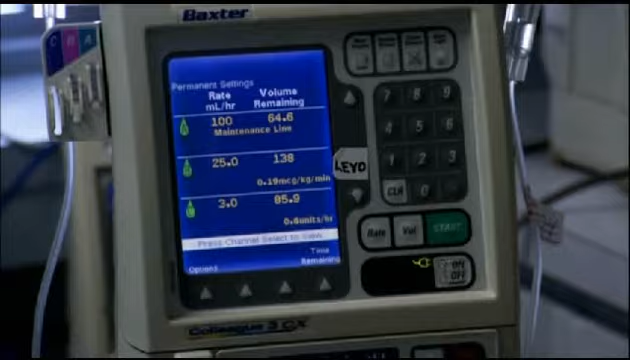 Baxter
C B A
Permanent Settings
Rate Volume
mL/hr Remaining
100 64.6
Maintenance Line
25.0 138
0.19mcg/kg/min
3.0 85.9
0.6units/hr
Press Channel Select to View
Time
Options Remaining
7 8 9
4 5 6
1 2 3
CLR 0
LEYD
Rate Vol START
ON
OFF
Colleague 3 CX